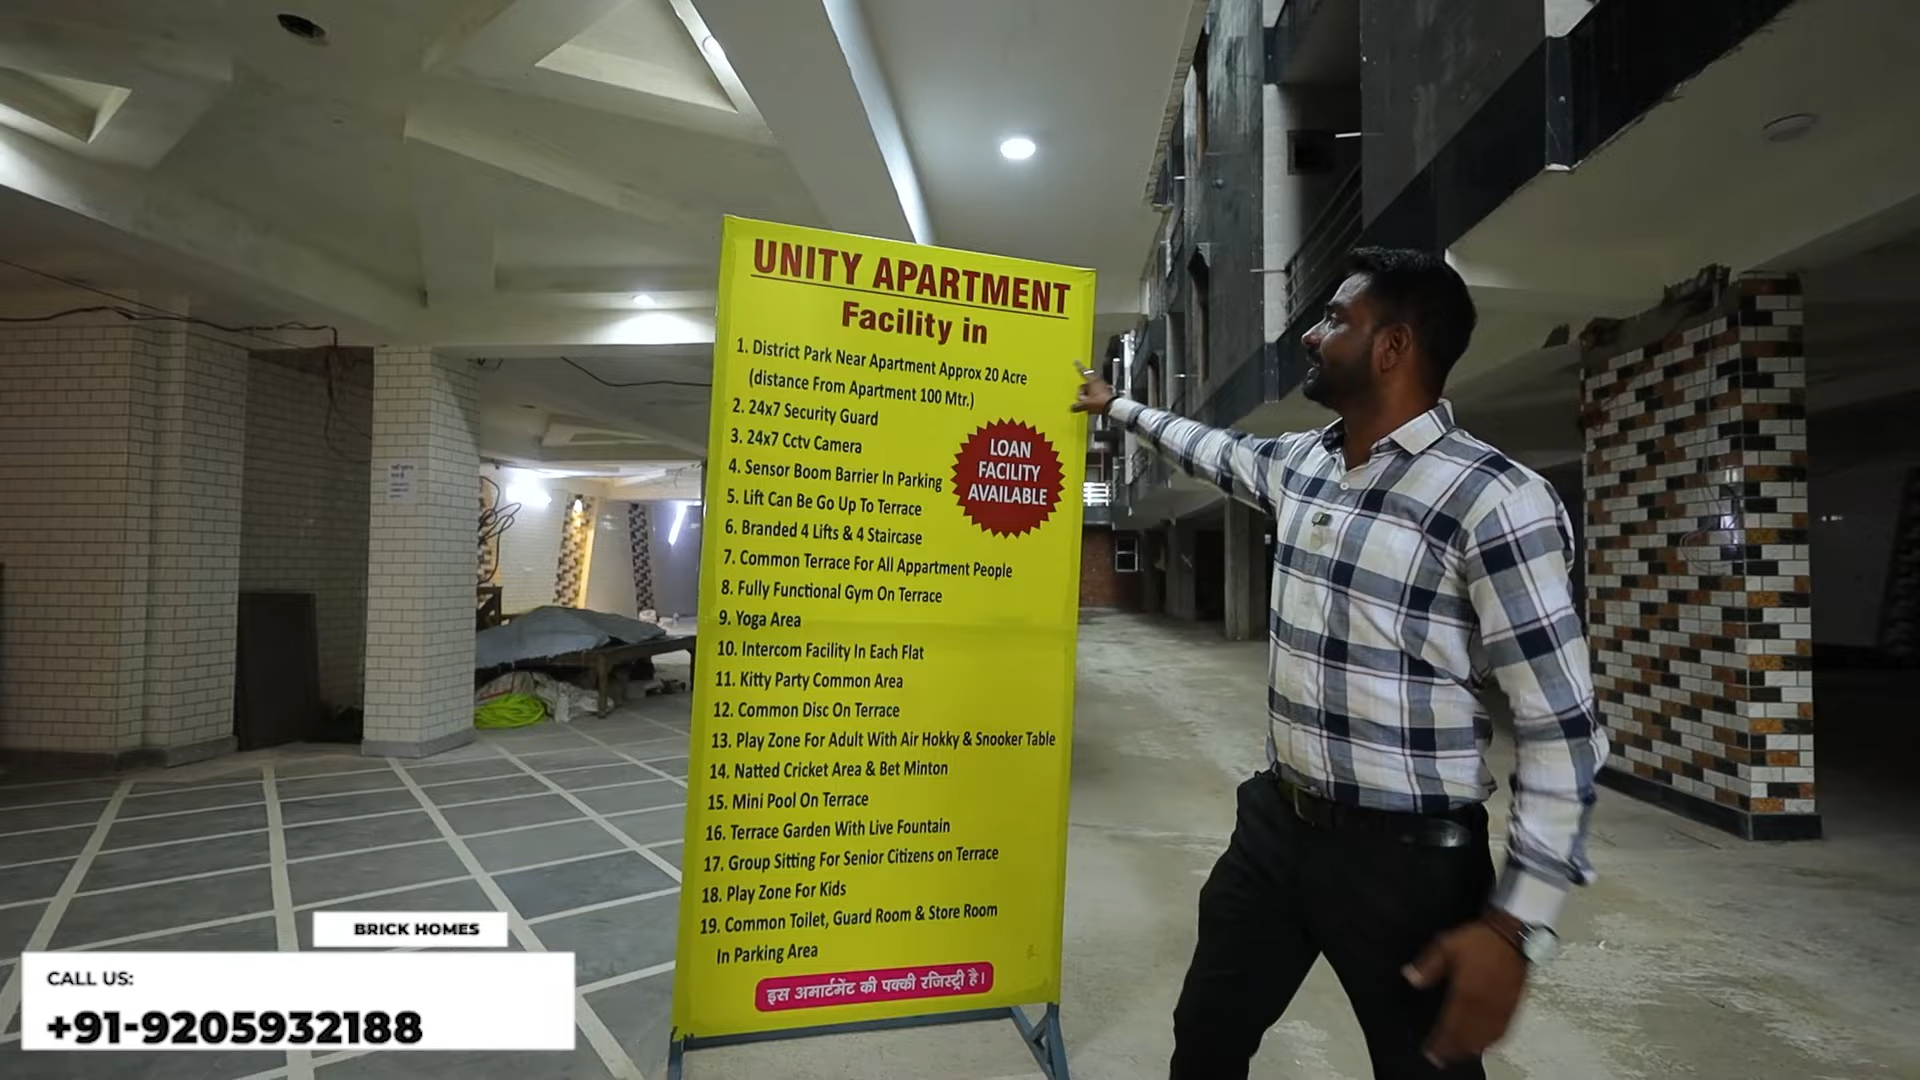 UNITY APARTMENT
Facility in
1. District Park Near Apartment Approx 20 Acre
(distance From Apartment 100 Mtr.)
2. 24x7 Security Guard
3. 24x7 Cctv Camera
4. Sensor Boom Barrier In Parking
5. Lift Can Be Go Up To Terrace
6. Branded 4 Lifts & 4 Staircase
7. Common Terrace For All Appartment People
8. Fully Functional Gym On Terrace
9. Yoga Area
10. Intercom Facility In Each Flat
11. Kitty Party Common Area
12. Common Disc On Terrace
13. Play Zone For Adult With Air Hokky & Snooker Table
14. Natted Cricket Area & Bet Minton
15. Mini Pool On Terrace
16. Terrace Garden With Live Fountain
17. Group Sitting For Senior Citizens on Terrace
18. Play Zone For Kids
19. Common Toilet, Guard Room & Store Room
In Parking Area
इस अमार्टमेंट की पक्की रजिस्ट्री है।
LOAN
FACILITY
AVAILABLE
BRICK HOMES
CALL US:
+91-9205932188